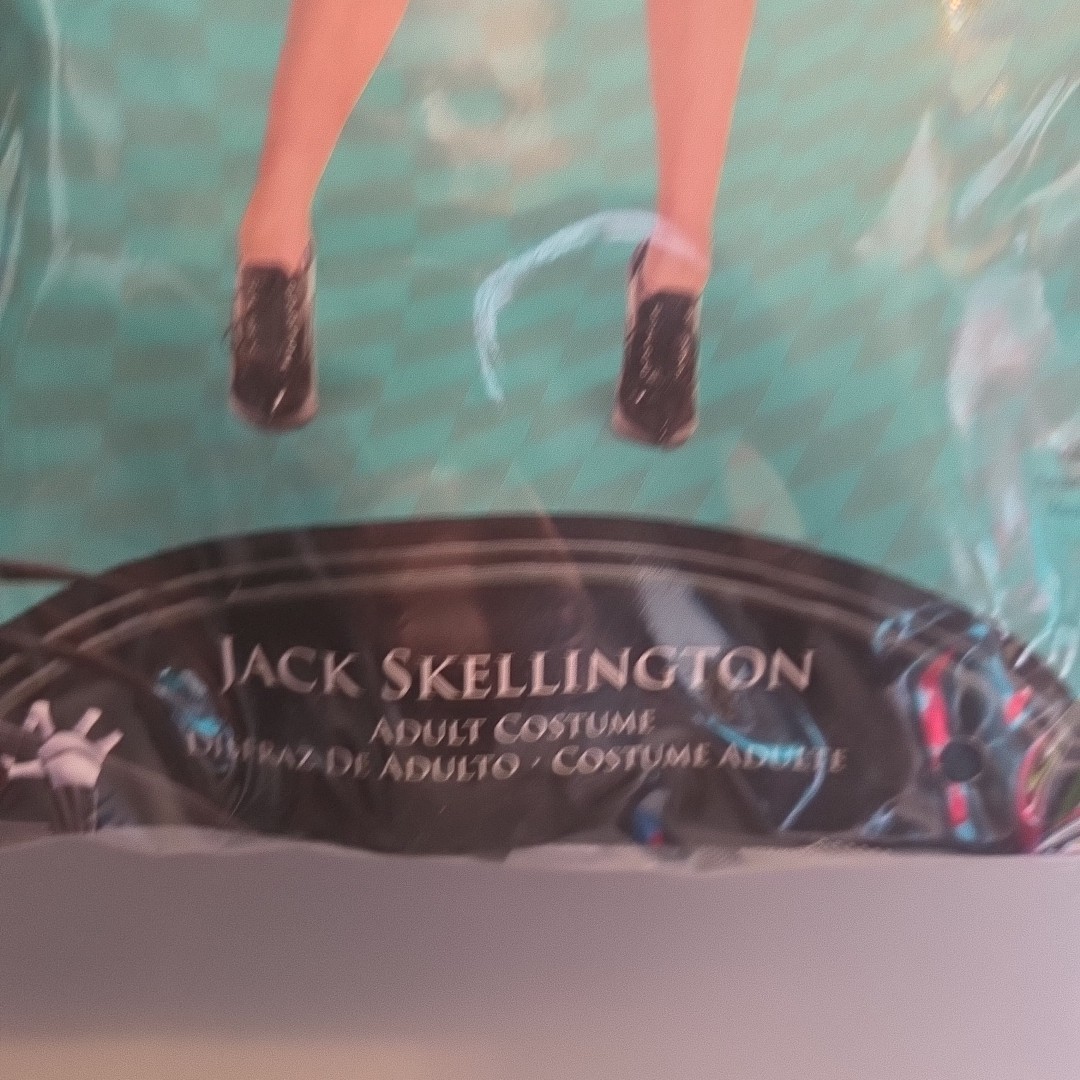 JACK SKELLINGTON
ADULT COSTUME
DISFRAZ DE ADULTO · COSTUME ADULTE